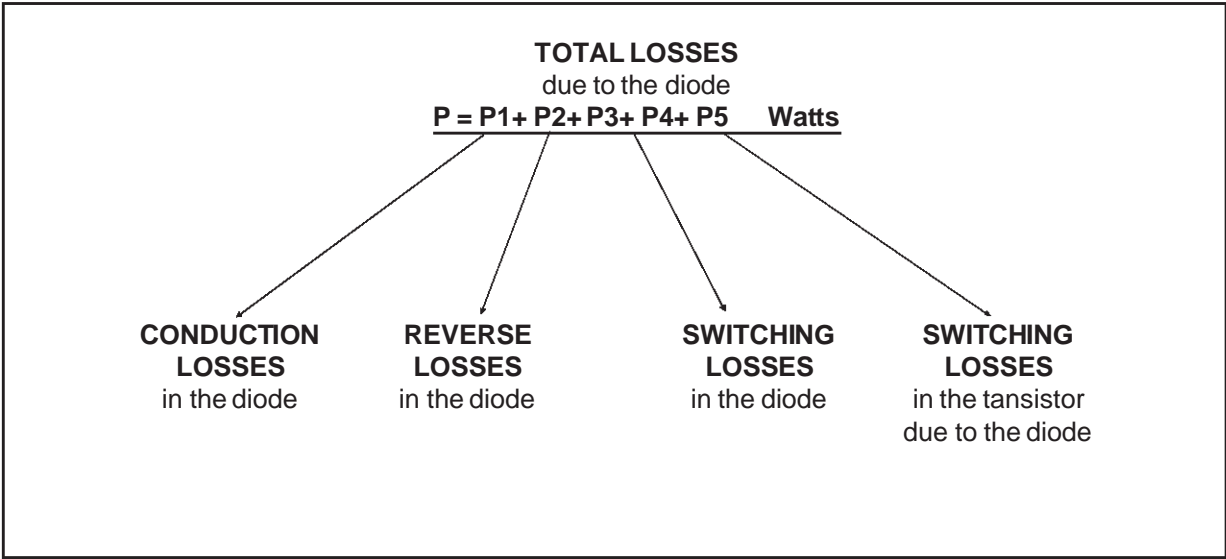 TOTAL LOSSES
due to the diode
P = P1+ P2+ P3+ P4+ P5 Watts
CONDUCTION
LOSSES
in the diode
REVERSE
LOSSES
in the diode
SWITCHING
LOSSES
in the diode
SWITCHING
LOSSES
in the tansistor
due to the diode